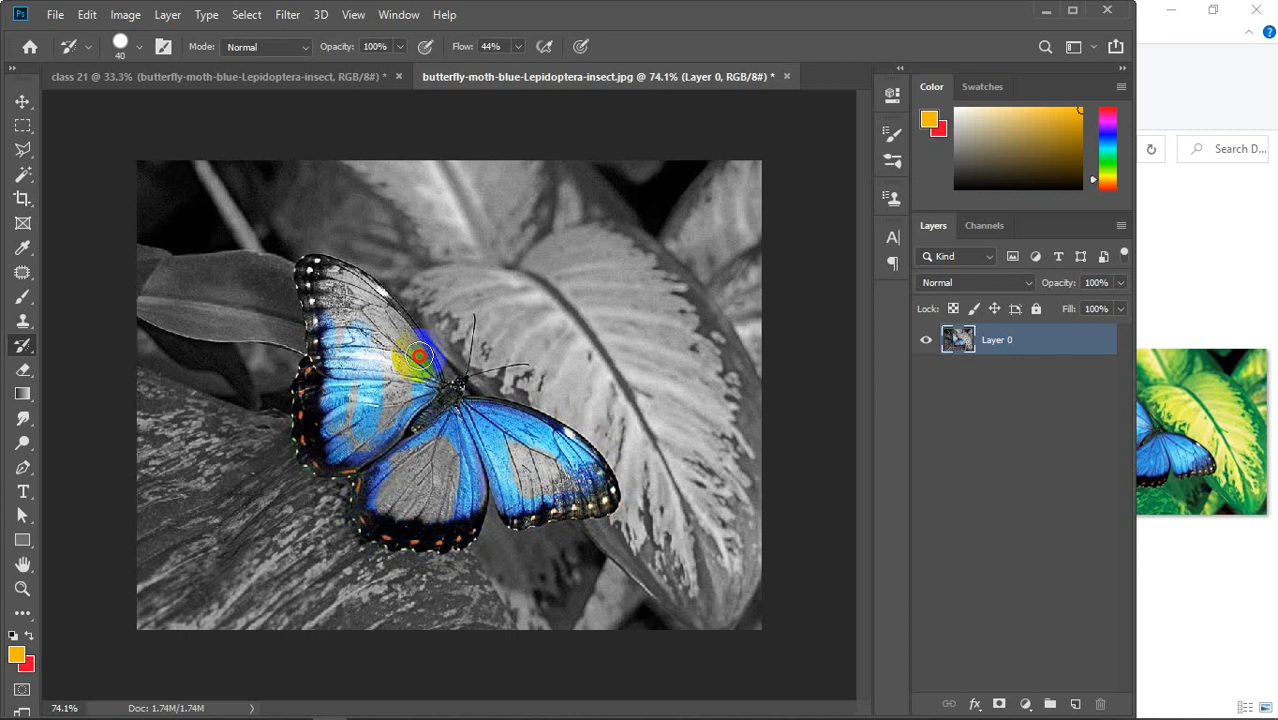 Ps File Edit Image Layer Type Select Filter 3D View Window Help
40 Mode: Normal Opacity: 100% Flow: 44%
class 21 @ 33.3% (butterfly-moth-blue-Lepidoptera-insect, RGB/8#) * × butterfly-moth-blue-Lepidoptera-insect.jpg @ 74.1% (Layer 0, RGB/8#) * ×
Color Swatches
Search D...
Layers Channels
Kind
Normal Opacity: 100%
Lock: Fill: 100%
Layer 0
74.1% Doc: 1.74M/1.74M